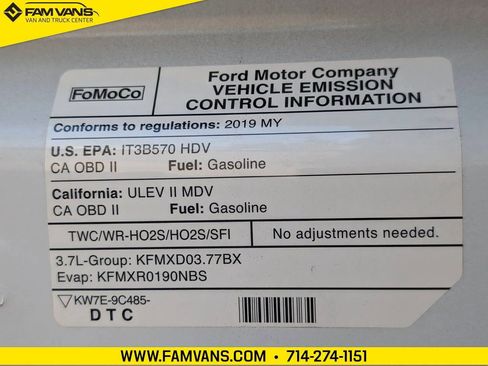 FAMVANS
VAN AND TRUCK CENTER
FoMoCo
Ford Motor Company
VEHICLE EMISSION
CONTROL INFORMATION
Conforms to regulations: 2019 MY
U.S. EPA: IT3B570 HDV
CA OBD II Fuel: Gasoline
California: ULEV II MDV
CA OBD II Fuel: Gasoline
TWC/WR-HO2S/HO2S/SFI No adjustments needed.
3.7L-Group: KFMXD03.77BX
Evap: KFMXR0190NBS
KW7E-9C485-
DTC
WWW.FAMVANS.COM • 714-274-1151